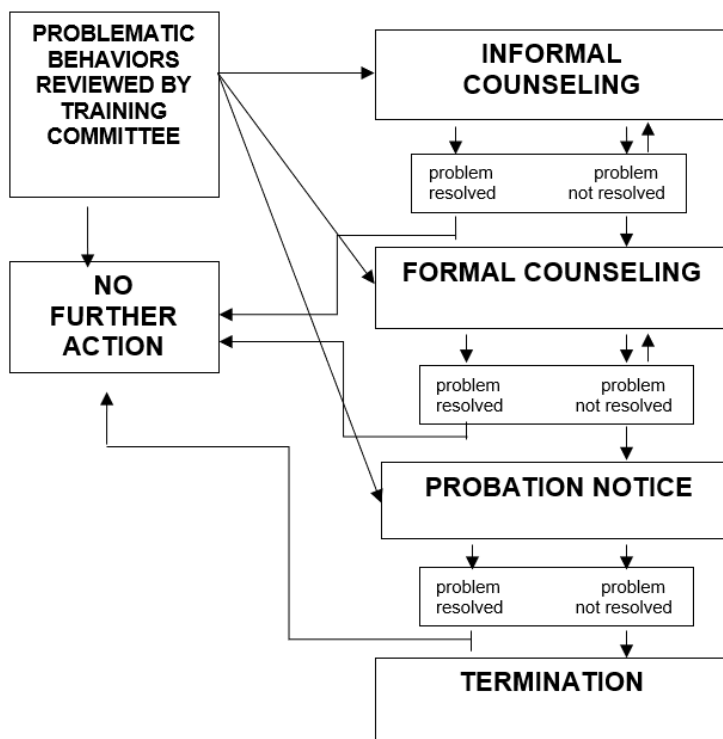 PROBLEMATIC
BEHAVIORS
REVIEWED BY
TRAINING
COMMITTEE
INFORMAL
COUNSELING
problem
resolved
problem
not resolved
NO
FURTHER
ACTION
FORMAL COUNSELING
problem
resolved
problem
not resolved
PROBATION NOTICE
problem
resolved
problem
not resolved
TERMINATION